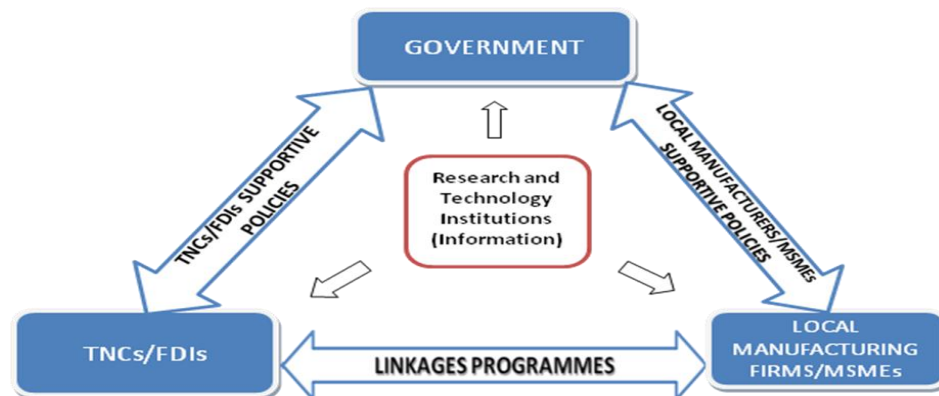 GOVERNMENT
TNCs/FDIs SUPPORTIVE
POLICIES
LOCAL MANUFACTURERS/MSMEs
SUPPORTIVE POLICIES
Research and
Technology
Institutions
(Information)
TNCs/FDIs
LINKAGES PROGRAMMES
LOCAL
MANUFACTURING
FIRMS/MSMEs